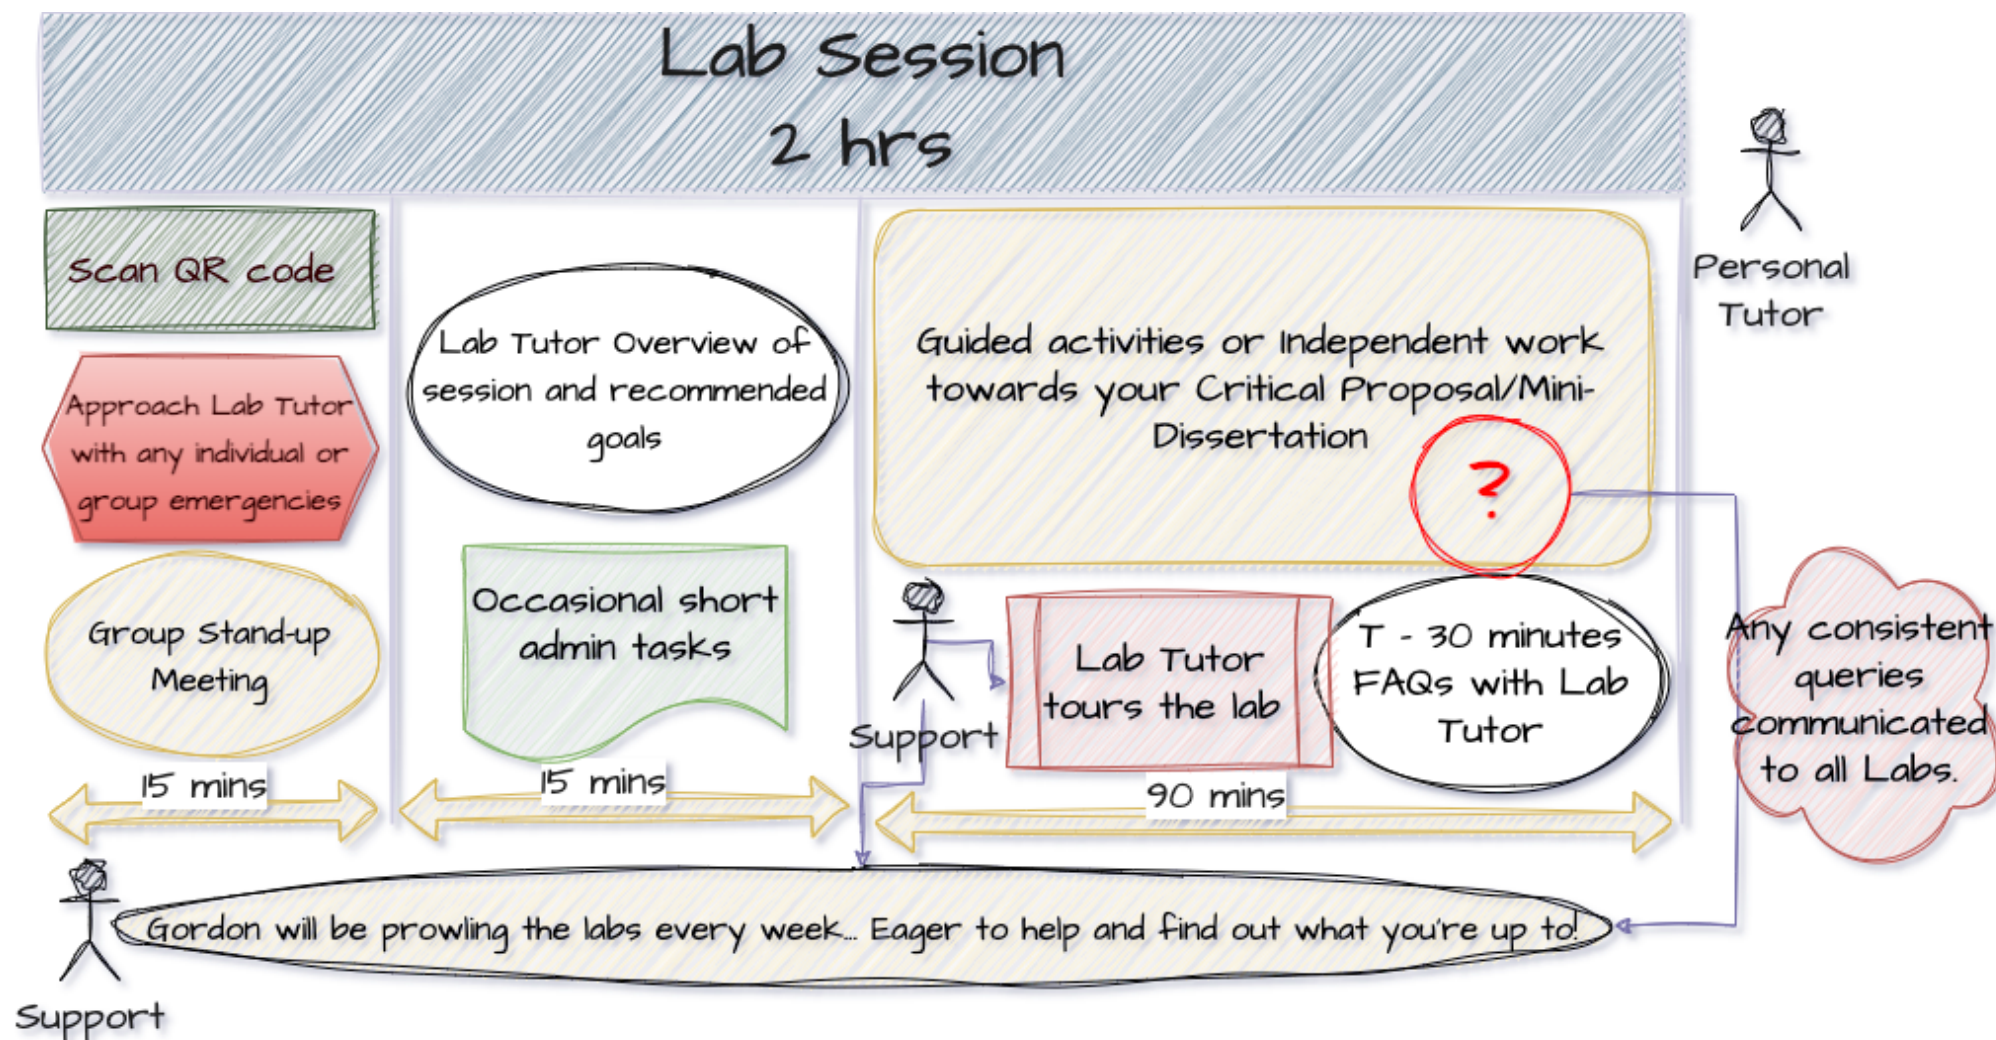 Lab Session
2 hrs
Scan QR code
Approach Lab Tutor
with any individual or
group emergencies
Group Stand-up
Meeting
15 mins
Lab Tutor Overview of
session and recommended
goals
Occasional short
admin tasks
15 mins
Guided activities or Independent work
towards your Critical Proposal/Mini-
Dissertation
?
Support
Lab Tutor
tours the lab
T - 30 minutes
FAQs with Lab
Tutor
90 mins
Personal
Tutor
Any consistent
queries
communicated
to all Labs.
Gordon will be prowling the labs every week... Eager to help and find out what you're up to!
Support